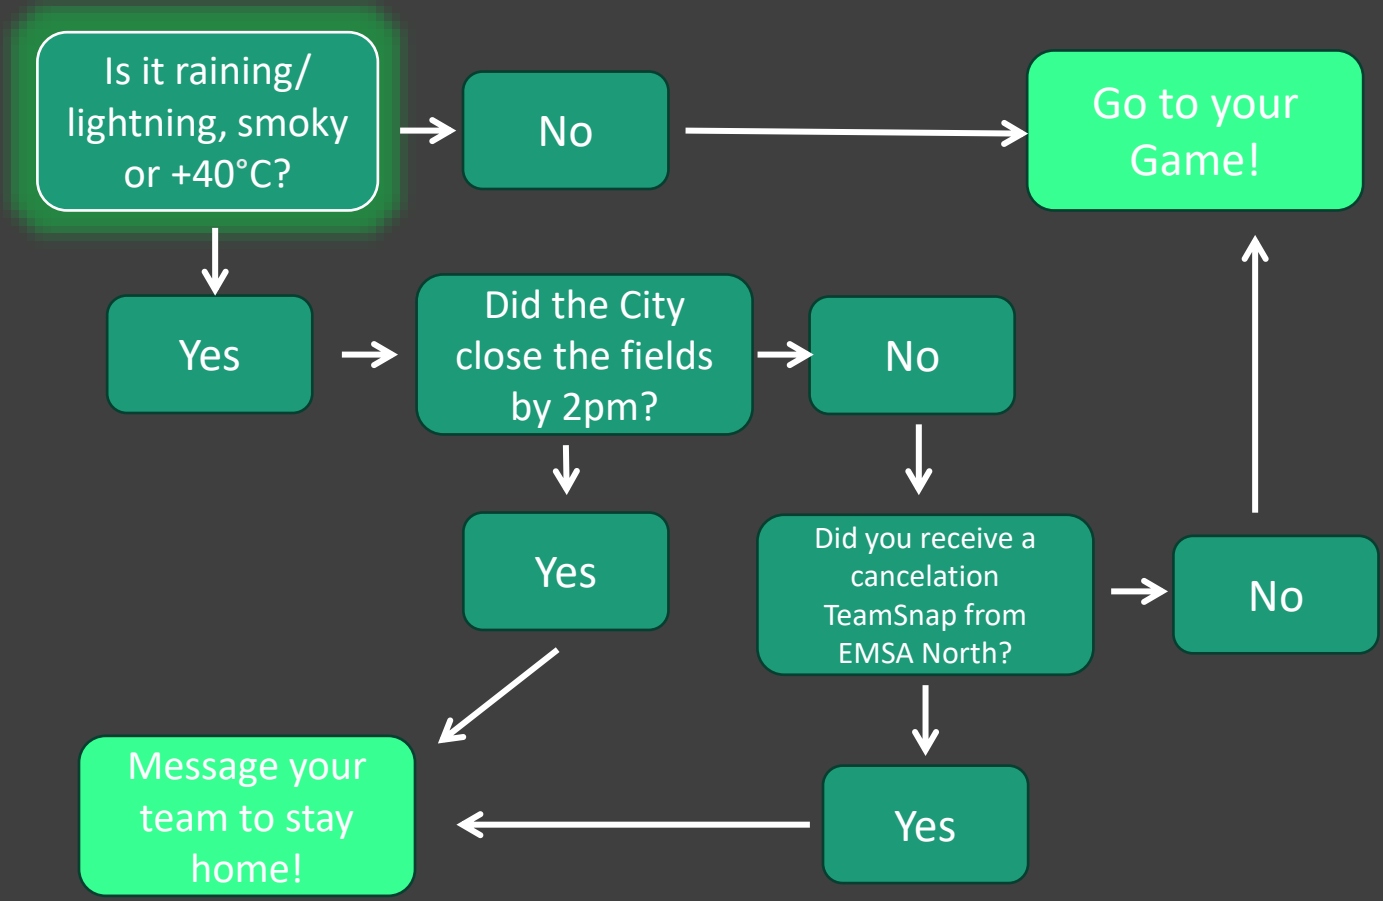 Is it raining/
lightning, smoky
or +40°C?
No
Go to your
Game!
Yes
Did the City
close the fields
by 2pm?
No
Yes
Did you receive a
cancelation
TeamSnap from
EMSA North?
No
Message your
team to stay
home!
Yes